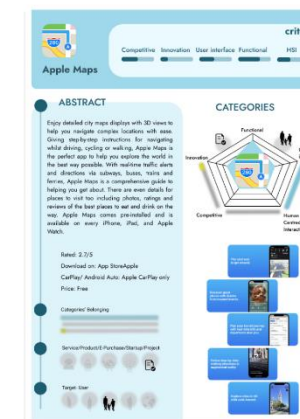 crit
Competitive Innovation User interface Functional HSI
Apple Maps
ABSTRACT
Enjoy detailed city maps displays with 3D views to
help you navigate complex locations with ease.
Giving step-by-step instructions for navigating
whilst driving, cycling or walking, Apple Maps is
the perfect app to help you explore the world in
the best way possible. With real-time traffic alerts
and directions via subways, buses, trains and
ferries, Apple Maps is a comprehensive guide to
helping you get about. There are even details for
places to visit too including photos, ratings and
reviews of the best places to eat and drink on the
way. Apple Maps comes pre-installed and is
available on every iPhone, iPad, and Apple
Watch.
Rated: 2.7/5
Download on: App StoreApple
CarPlay/ Android Auto: Apple CarPlay only
Price: Free
Categories' Belonging
Service/Product/E-Purchase/Startup/Project
Target User
CATEGORIES
Functional
Innovation
Competitive
Human
Centred
Interact